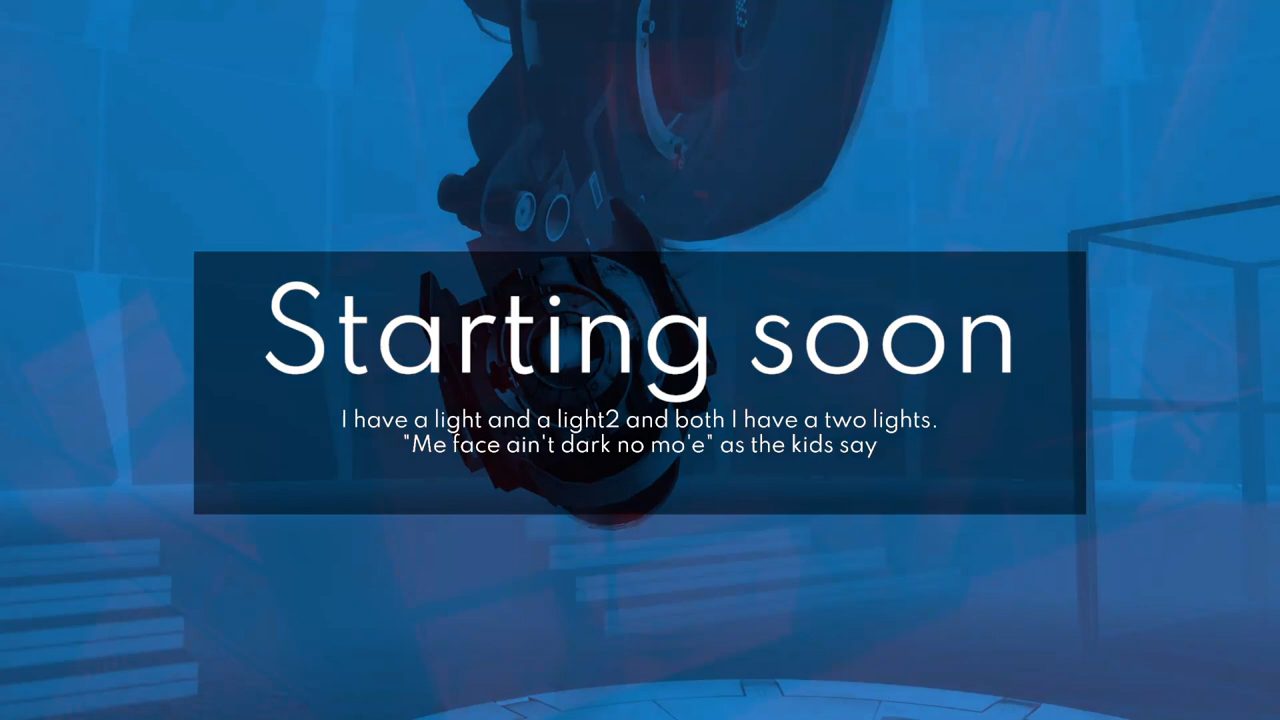 Starting soon
I have a light and a light2 and both I have a two lights.
"Me face ain't dark no mo'e" as the kids say